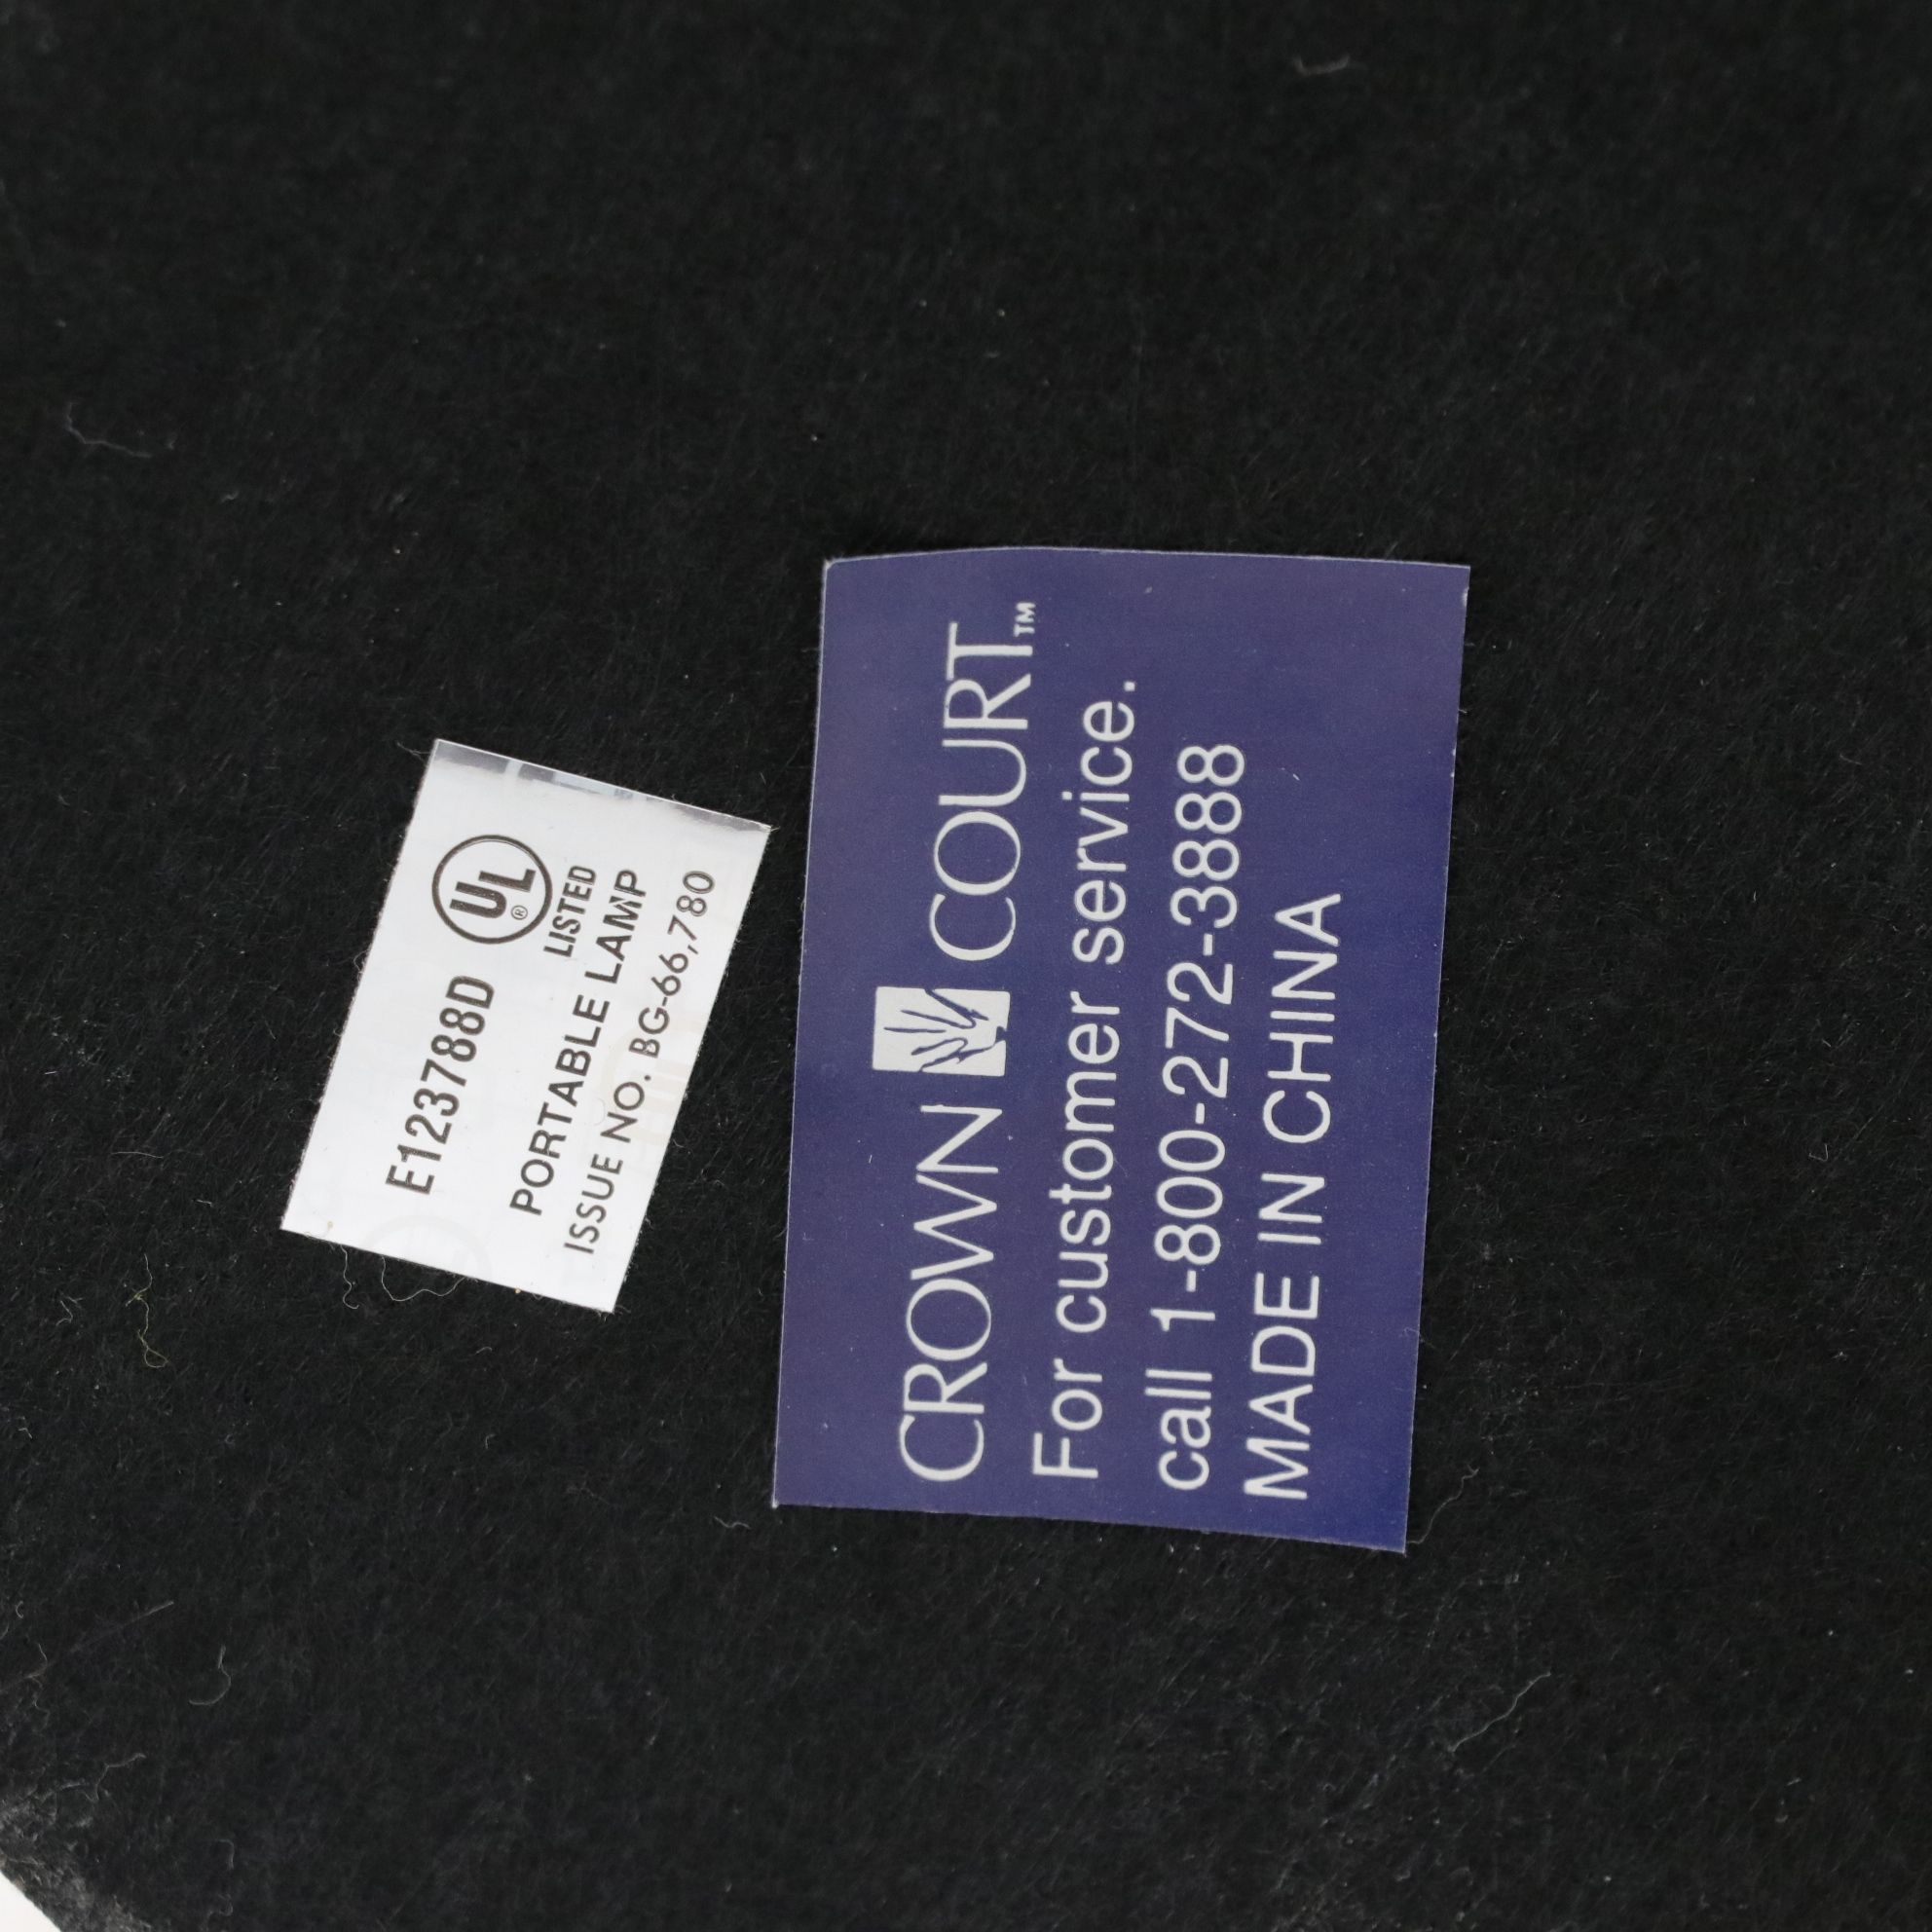 E123788D
UL®
LISTED
PORTABLE LAMP
ISSUE NO. BG-66,780
CROWN COURT™
For customer service.
call 1-800-272-3888
MADE IN CHINA